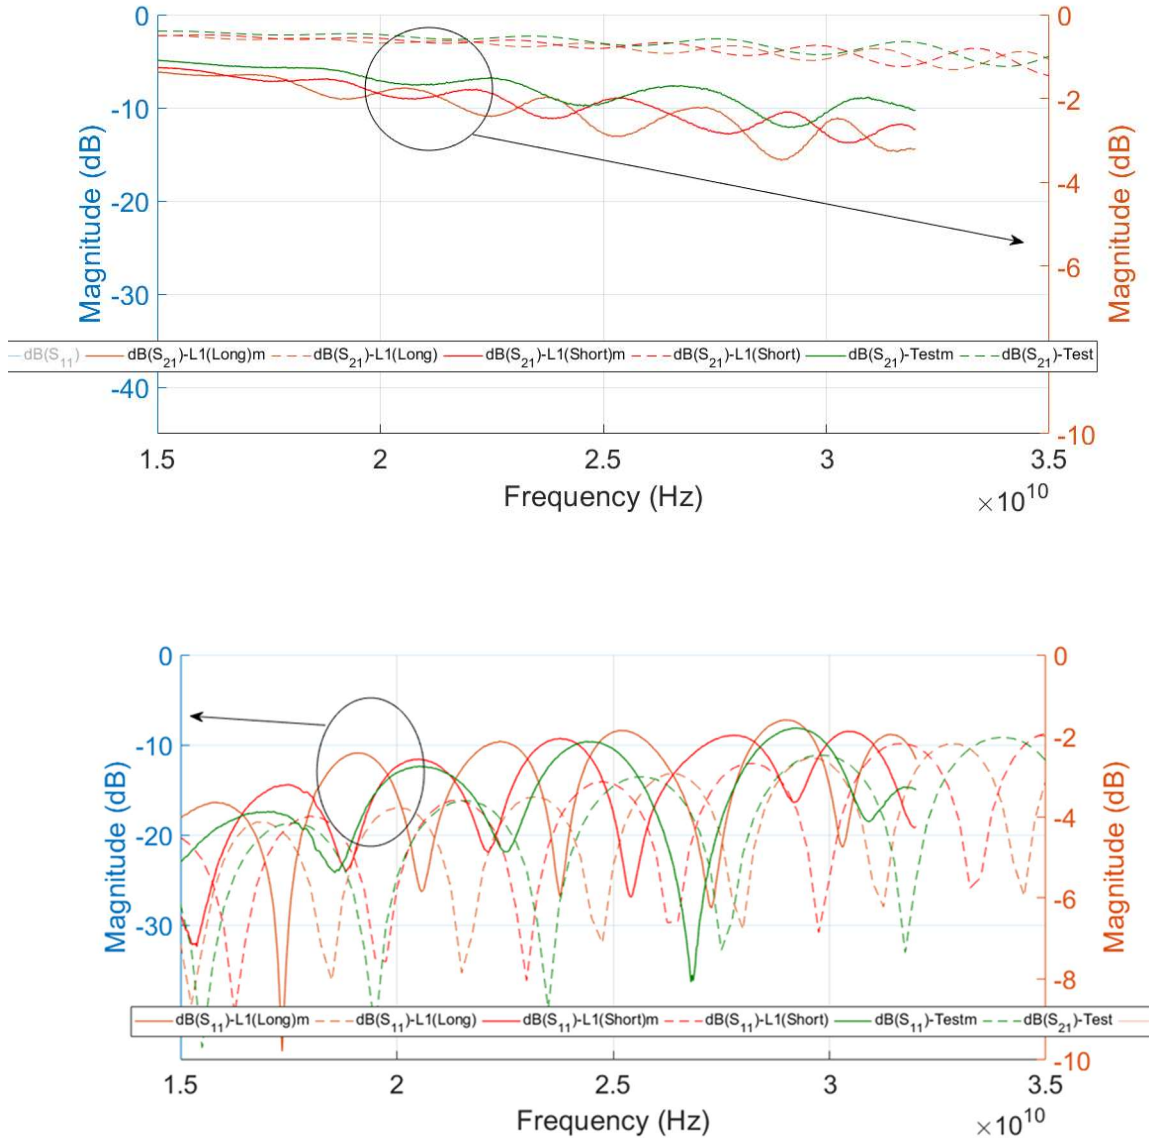 0
-10
-20
-30
-40
Magnitude (dB)
0
-2
-4
-6
-10
Magnitude (dB)
dB(S11) dB(S21)-L1(Long)m dB(S21)-L1(Long) dB(S21)-L1(Short)m dB(S21)-L1(Short) dB(S21)-Testm dB(S21)-Test
1.5 2 2.5 3 3.5
Frequency (Hz)
×10^10
0
-10
-20
-30
Magnitude (dB)
0
-2
-4
-6
-8
-10
Magnitude (dB)
dB(S11)-L1(Long)m dB(S11)-L1(Long) dB(S11)-L1(Short)m dB(S11)-L1(Short) dB(S11)-Testm dB(S21)-Test
1.5 2 2.5 3 3.5
Frequency (Hz)
×10^10